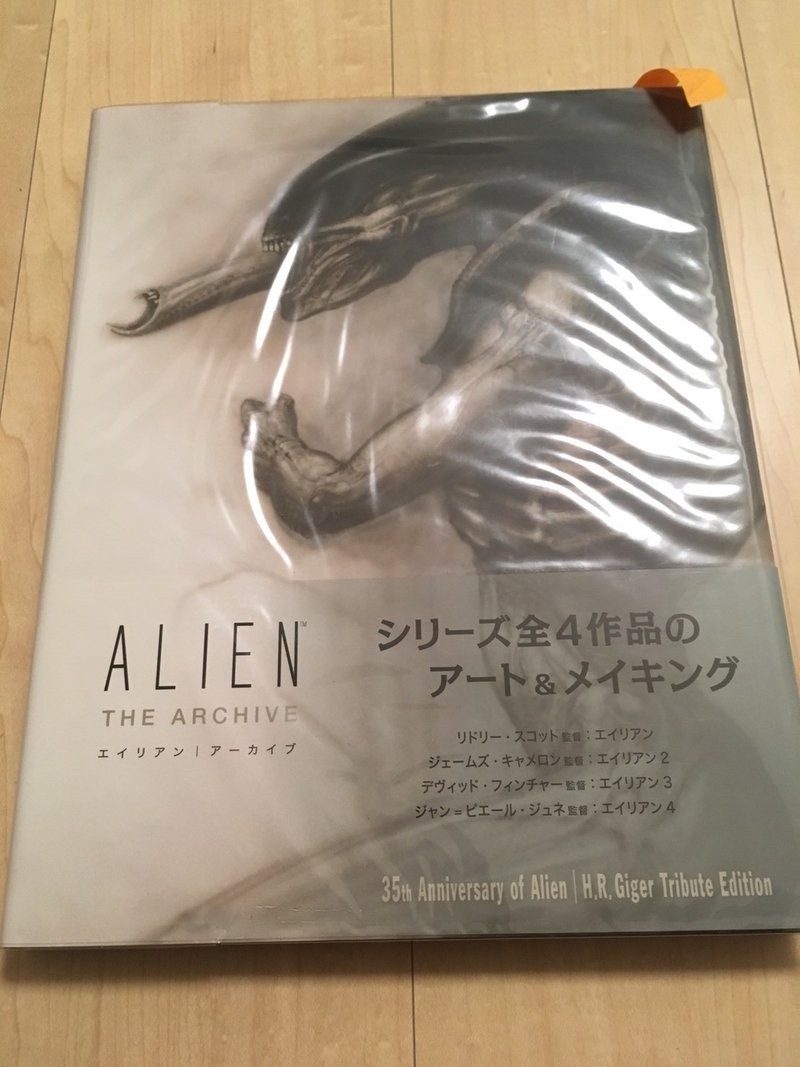 ALIEN™
THE ARCHIVE
エイリアン｜アーカイブ
シリーズ全4作品の
アート&メイキング
リドリー・スコット監督：エイリアン
ジェームズ・キャメロン監督：エイリアン2
デヴィッド・フィンチャー監督：エイリアン3
ジャン=ピエール・ジュネ監督：エイリアン4
35th Anniversary of Alien | H.R. Giger Tribute Edition